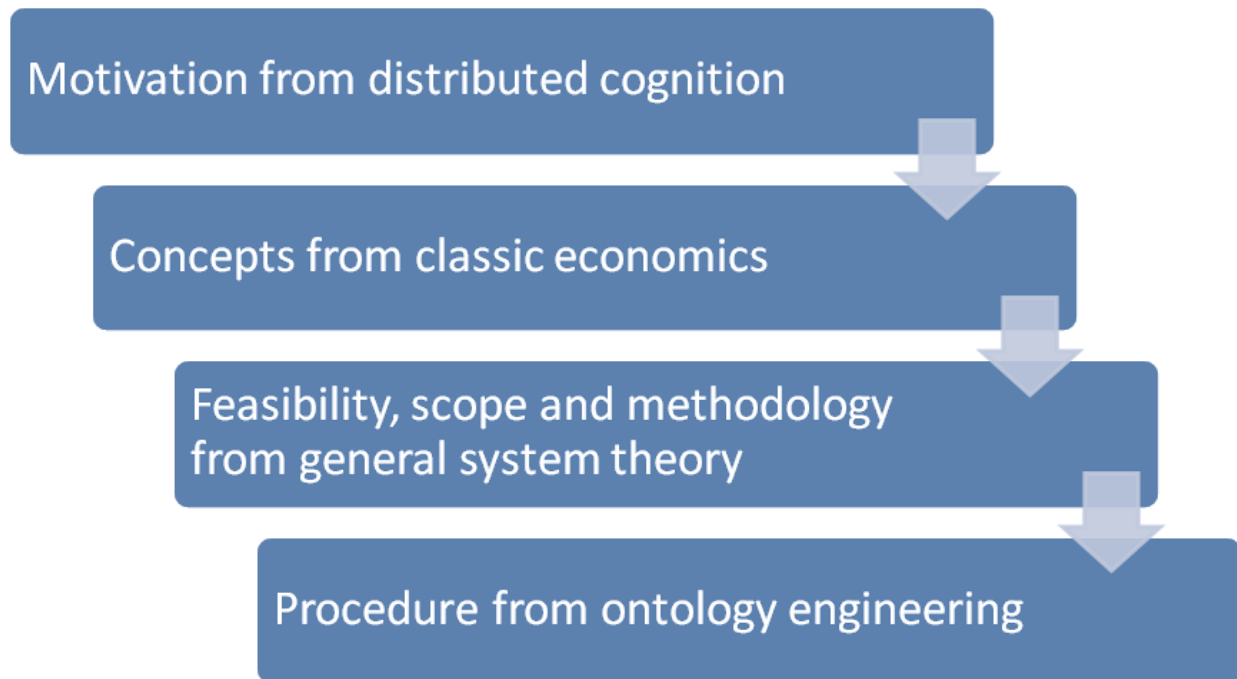 Motivation from distributed cognition
Concepts from classic economics
Feasibility, scope and methodology
from general system theory
Procedure from ontology engineering